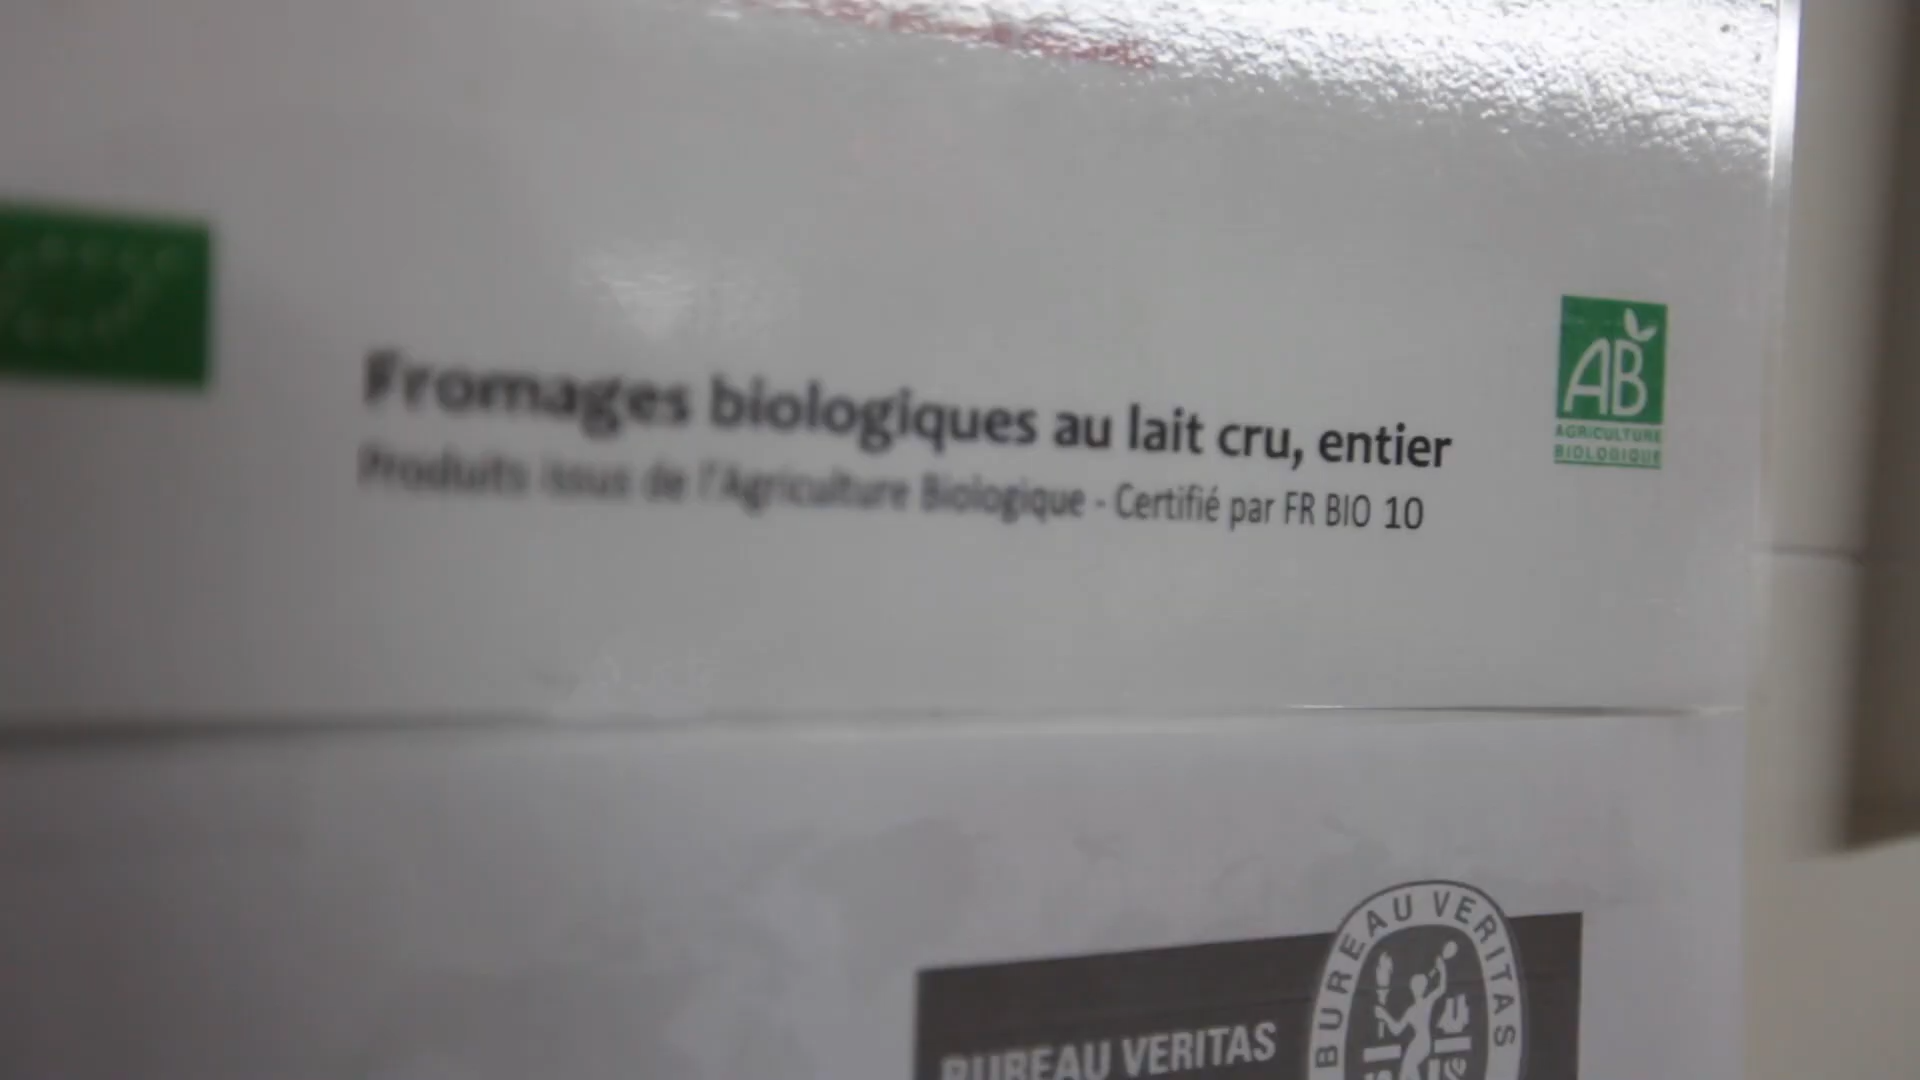 Fromages biologiques au lait cru, entier
Produits issus de l'Agriculture Biologique - Certifié par FR BIO 10
AB
AGRICULTURE
BIOLOGIQUE
BUREAU VERITAS
BUREAU VERITAS